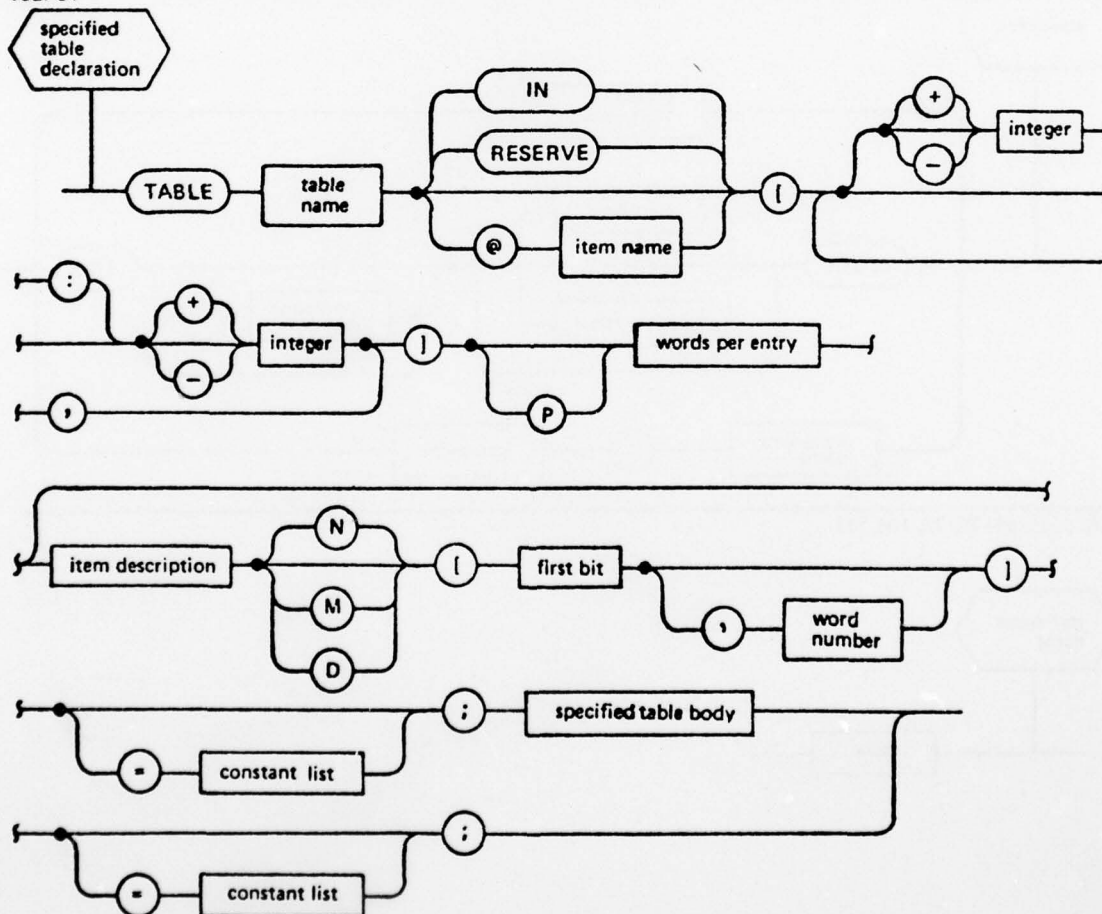 specified
table
declaration
IN
RESERVE
TABLE
table
name
@
item name
[
+
−
integer
:
+
−
integer
,
]
P
words per entry
item description
N
M
D
[
first bit
,
word
number
]
=
constant list
;
specified table body
=
constant list
;